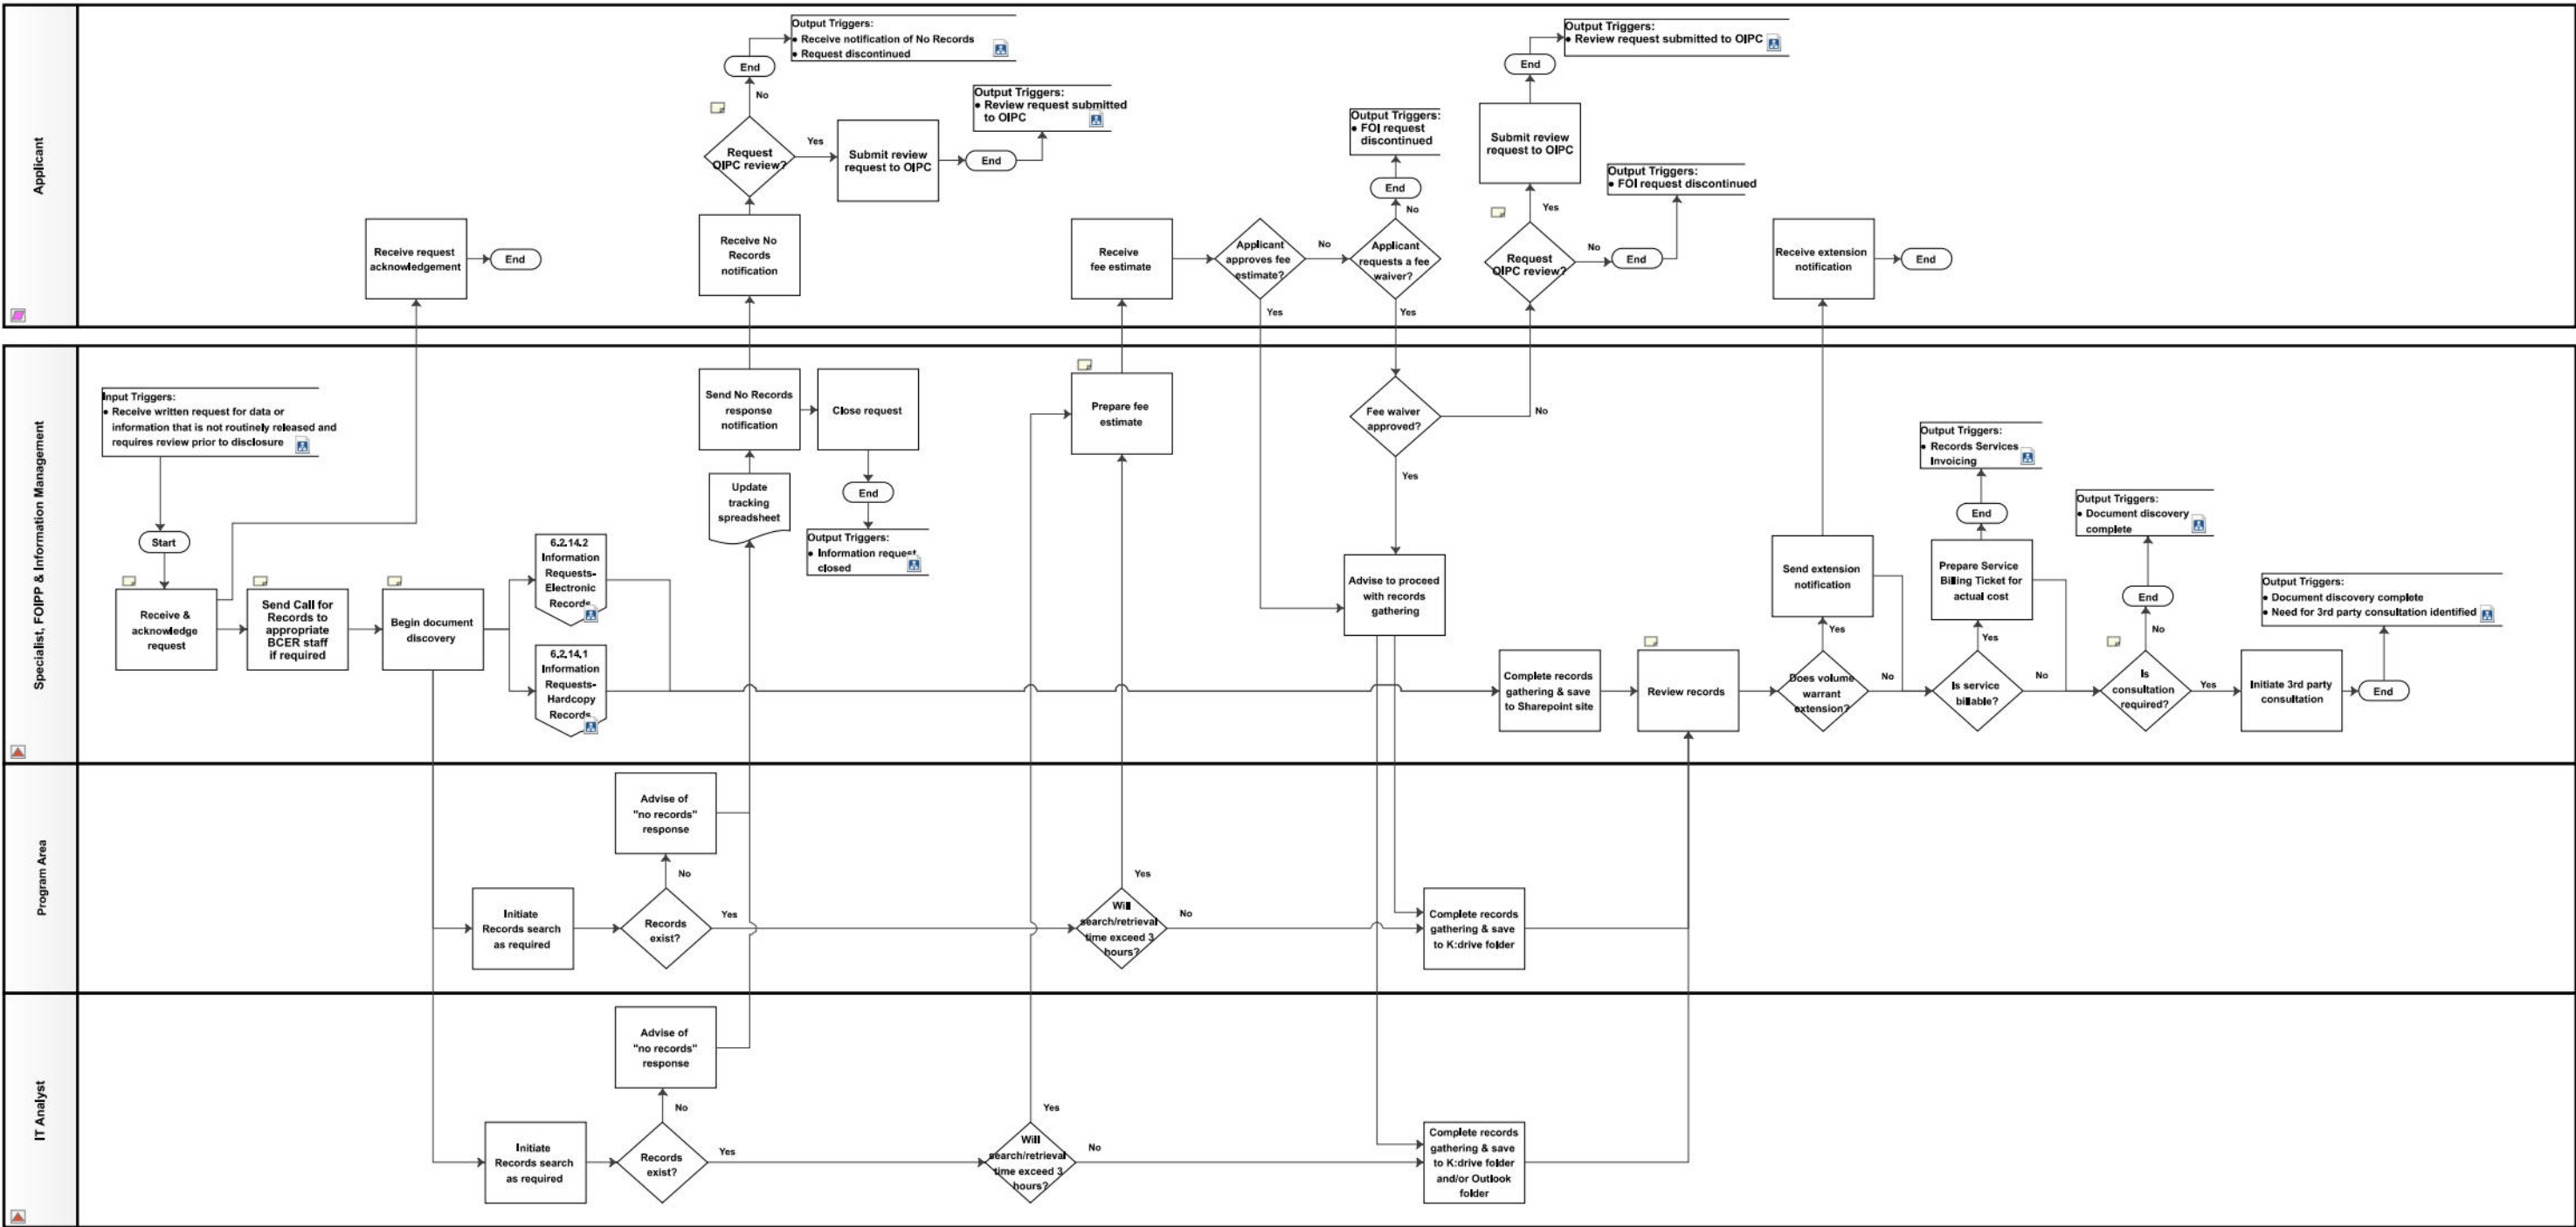 Applicant
Output Triggers:
• Receive notification of No Records
• Request discontinued
End
No
Request
OIPC review?
Yes
Submit review
request to OIPC
End
Output Triggers:
• Review request submitted
to OIPC
Receive request
acknowledgement
End
Receive No
Records
notification
Receive
fee estimate
Applicant
approves fee
estimate?
No
Yes
Applicant
requests a fee
waiver?
No
Yes
End
Output Triggers:
• FOI request
discontinued
Output Triggers:
• Review request submitted to OIPC
End
Submit review
request to OIPC
Yes
Request
OIPC review?
No
End
Output Triggers:
• FOI request discontinued
Receive extension
notification
End
Specialist, FOIPP & Information Management
Input Triggers:
• Receive written request for data or
information that is not routinely released and
requires review prior to disclosure
Start
Receive &
acknowledge
request
Send Call for
Records to
appropriate
BCER staff
if required
Begin document
discovery
6.2.14.2
Information
Requests-
Electronic
Records
6.2.14.1
Information
Requests-
Hardcopy
Records
Send No Records
response
notification
Close request
Update
tracking
spreadsheet
End
Output Triggers:
• Information request
closed
Prepare fee
estimate
Fee waiver
approved?
No
Yes
Advise to proceed
with records
gathering
Complete records
gathering & save
to Sharepoint site
Review records
Send extension
notification
Yes
Does volume
warrant
extension?
No
Output Triggers:
• Records Services
Invoicing
End
Prepare Service
Billing Ticket for
actual cost
Yes
Is service
billable?
No
Output Triggers:
• Document discovery
complete
End
No
Is
consultation
required?
Yes
Initiate 3rd party
consultation
End
Output Triggers:
• Document discovery complete
• Need for 3rd party consultation identified
Program Area
Advise of
"no records"
response
No
Initiate
Records search
as required
Records
exist?
Yes
Yes
Will
search/retrieval
time exceed 3
hours?
No
Complete records
gathering & save
to K:drive folder
IT Analyst
Advise of
"no records"
response
No
Initiate
Records search
as required
Records
exist?
Yes
Yes
Will
search/retrieval
time exceed 3
hours?
No
Complete records
gathering & save
to K:drive folder
and/or Outlook
folder